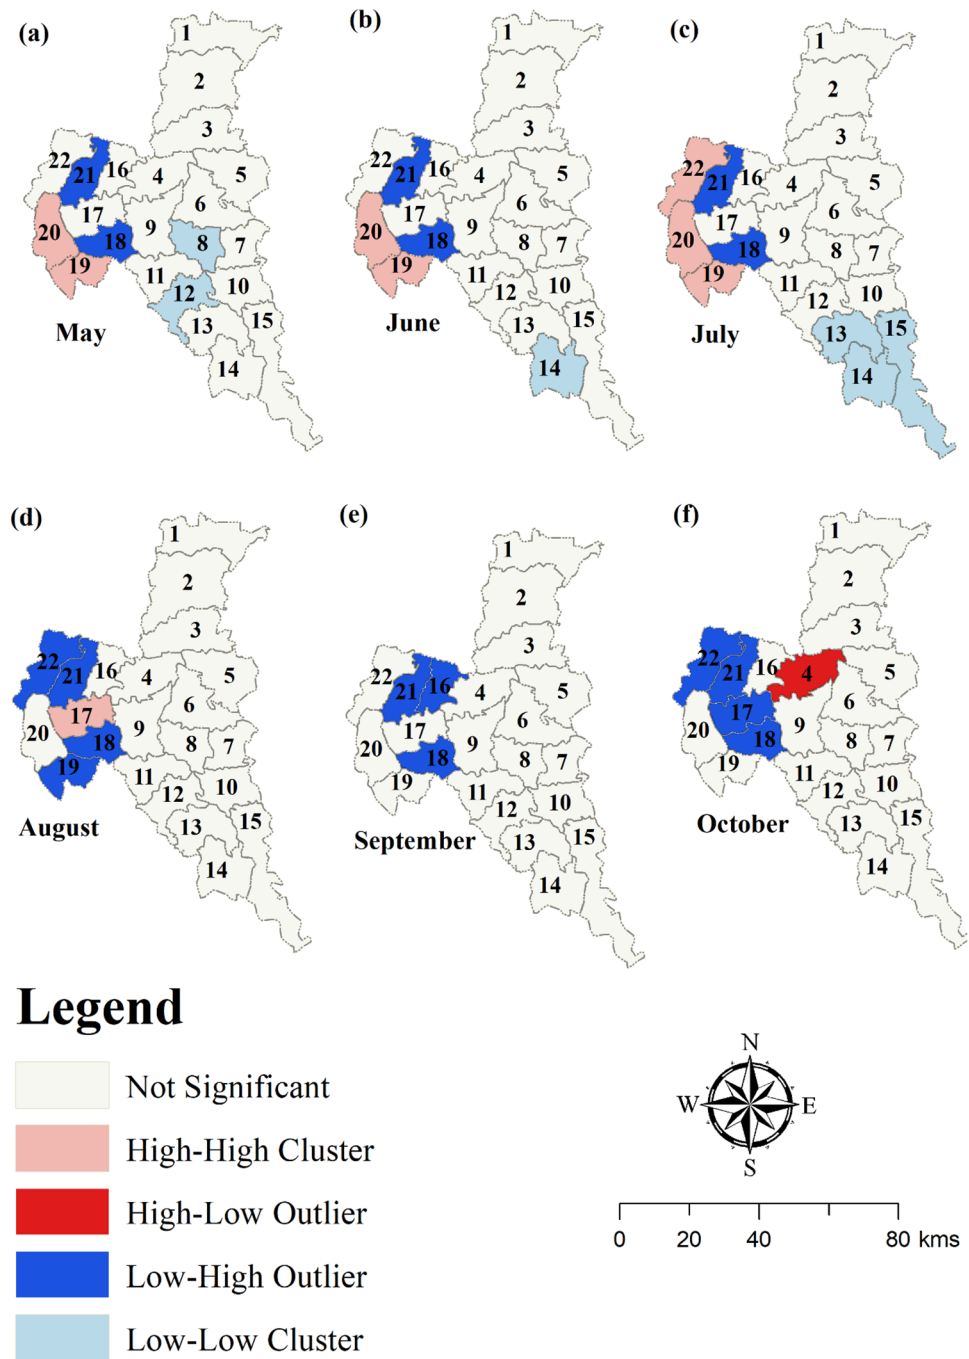 (a) (b) (c)
1 1 1
2 2 2
3 3 3
22 21 16 4 5 22 21 16 4 5 22 21 16 4 5
6 6 6
20 17 18 9 8 7 20 17 18 9 8 7 20 17 18 9 8 7
19 11 12 10 19 11 12 10 19 11 12 10
13 15 13 15 13 15
May June July
14 14 14
(d) (e) (f)
1 1 1
2 2 2
3 3 3
22 21 16 4 5 22 21 16 4 5 22 21 16 4 5
6 6 6
20 17 18 9 8 7 20 17 18 9 8 7 20 17 18 9 8 7
19 11 12 10 19 11 12 10 19 11 12 10
13 15 13 15 13 15
August September October
14 14 14
Legend
Not Significant
High-High Cluster
High-Low Outlier
Low-High Outlier
Low-Low Cluster
N
W E
S
0 20 40 80 kms